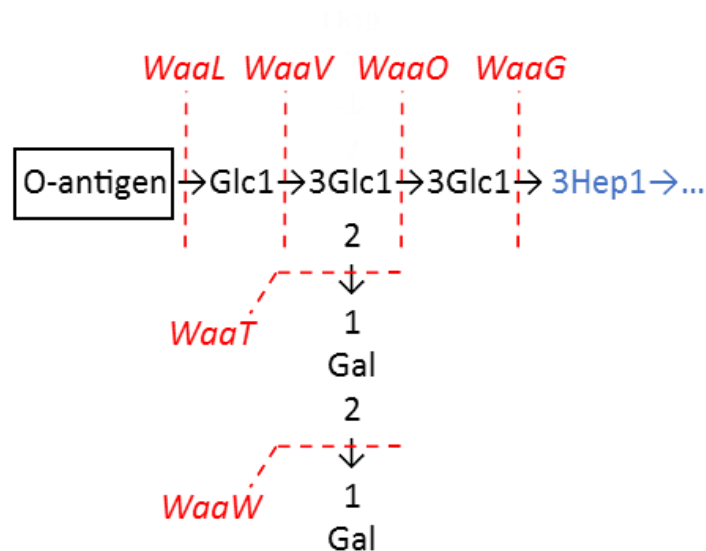 WaaL WaaV WaaO WaaG
O-antigen →Glc1→3Glc1→3Glc1→ 3Hep1→...
2
WaaT
1
Gal
2
WaaW
1
Gal